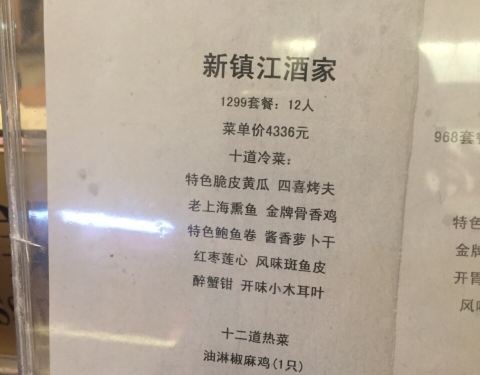 新镇江酒家
1299套餐：12人
菜单价4336元
十道冷菜：
特色脆皮黄瓜 四喜烤夫
老上海熏鱼 金牌骨香鸡
特色鲍鱼卷 酱香萝卜干
红枣莲心 风味斑鱼皮
醉蟹钳 开味小木耳叶
十二道热菜
油淋椒麻鸡(1只)
968套餐
特色
金牌
开胃
风味